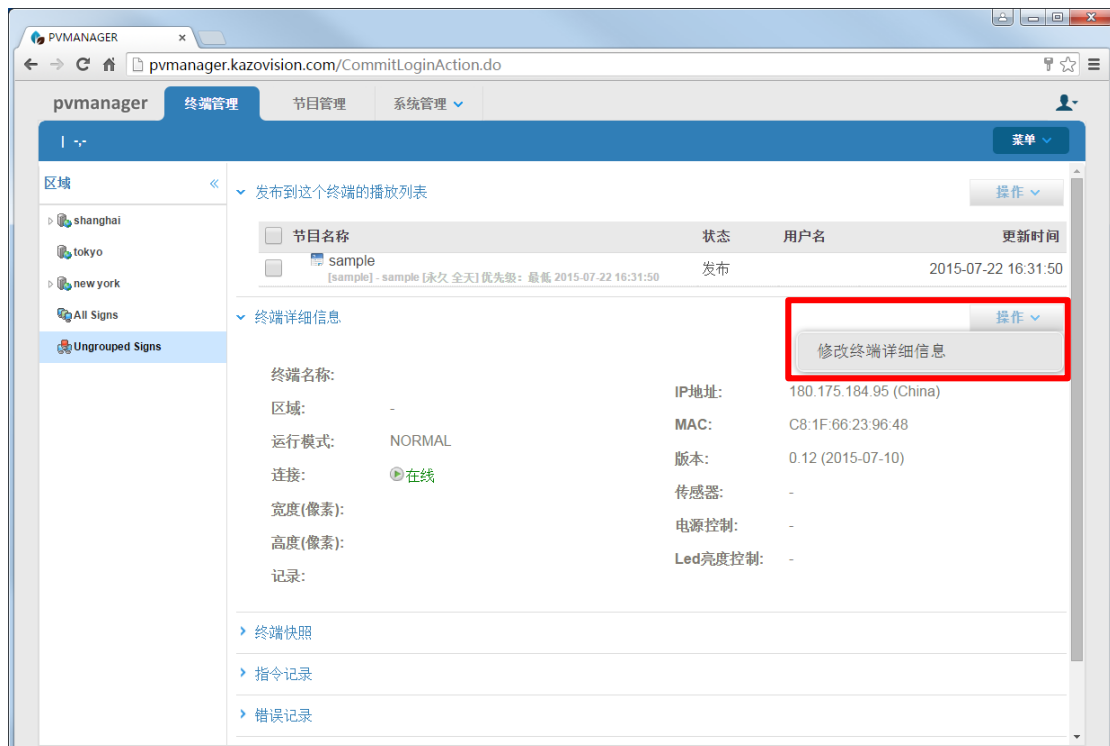 PVMANAGER
pvmanager.kazovision.com/CommitLoginAction.do
pvmanager 终端管理 节目管理 系统管理
| -,-
菜单
区域
shanghai
tokyo
new york
All Signs
Ungrouped Signs
发布到这个终端的播放列表 操作
节目名称 状态 用户名 更新时间
sample 发布 2015-07-22 16:31:50
[sample] - sample [永久 全天] 优先级：最低 2015-07-22 16:31:50
终端详细信息 操作
修改终端详细信息
终端名称:
区域: -
运行模式: NORMAL
连接: 在线
宽度(像素):
高度(像素):
记录:
IP地址: 180.175.184.95 (China)
MAC: C8:1F:66:23:96:48
版本: 0.12 (2015-07-10)
传感器: -
电源控制: -
Led亮度控制: -
终端快照
指令记录
错误记录